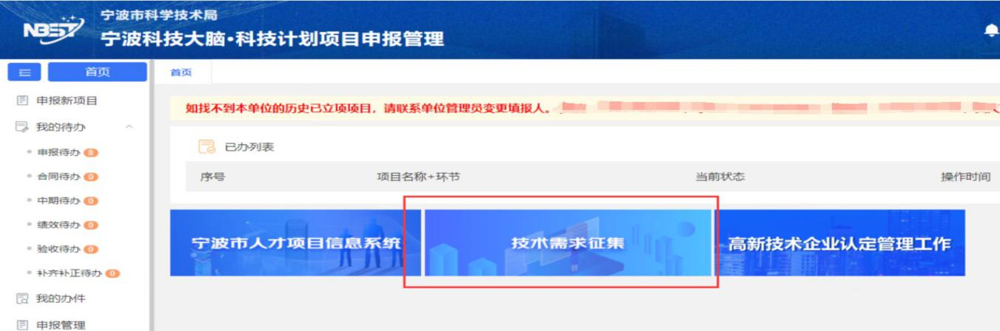 宁波市科学技术局
NBEST
宁波科技大脑·科技计划项目申报管理
首页
首页
申报新项目
如找不到本单位的历史已立项项目，请联系单位管理员变更填报人。
我的待办
已办列表
申报待办 8
合同待办 0
序号 项目名称+环节 当前状态 操作时间
中期待办 0
绩效待办 0
宁波市人才项目信息系统 技术需求征集 高新技术企业认定管理工作
验收待办 0
补齐补正待办 0
我的办件
申报管理